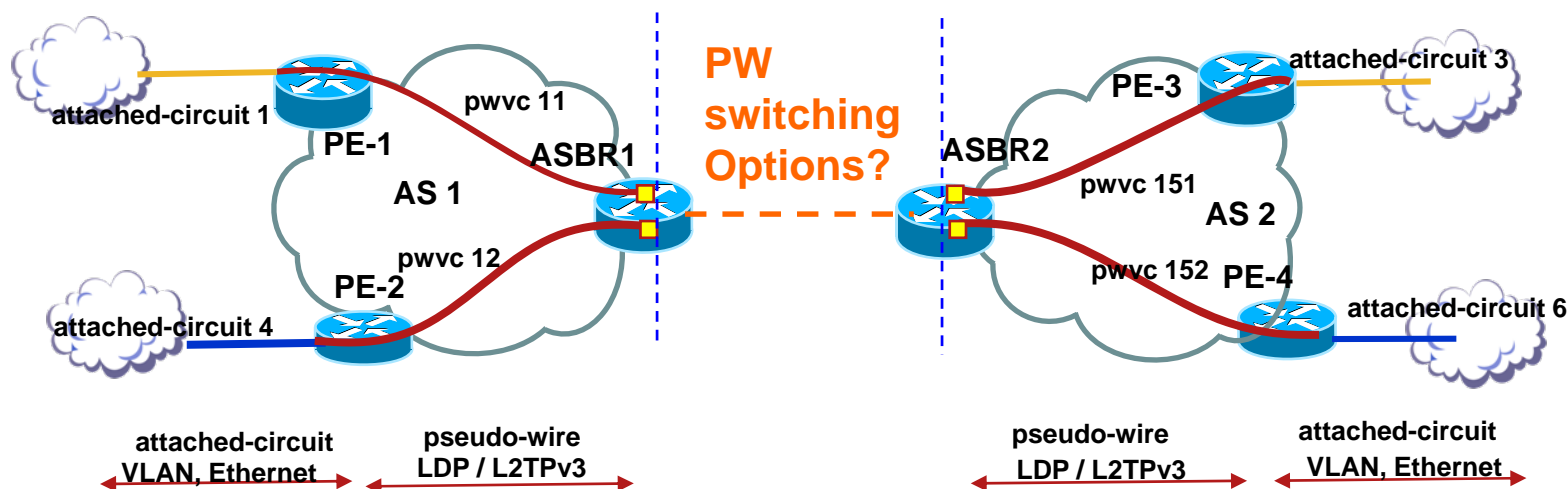 PW
switching
Options?
attached-circuit 1
PE-1
pwvc 11
ASBR1
AS 1
pwvc 12
PE-2
attached-circuit 4
attached-circuit 3
PE-3
ASBR2
pwvc 151
AS 2
pwvc 152
PE-4
attached-circuit 6
attached-circuit
VLAN, Ethernet
pseudo-wire
LDP / L2TPv3
pseudo-wire
LDP / L2TPv3
attached-circuit
VLAN, Ethernet